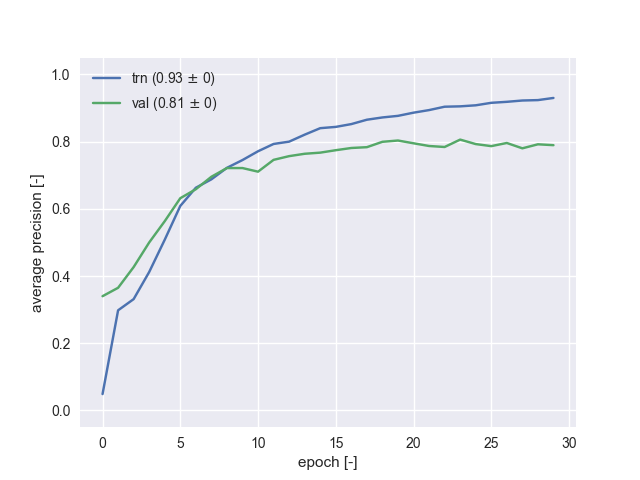 trn (0.93 ± 0)
val (0.81 ± 0)
1.0
0.8
0.6
0.4
0.2
0.0
average precision [-]
0 5 10 15 20 25 30
epoch [-]